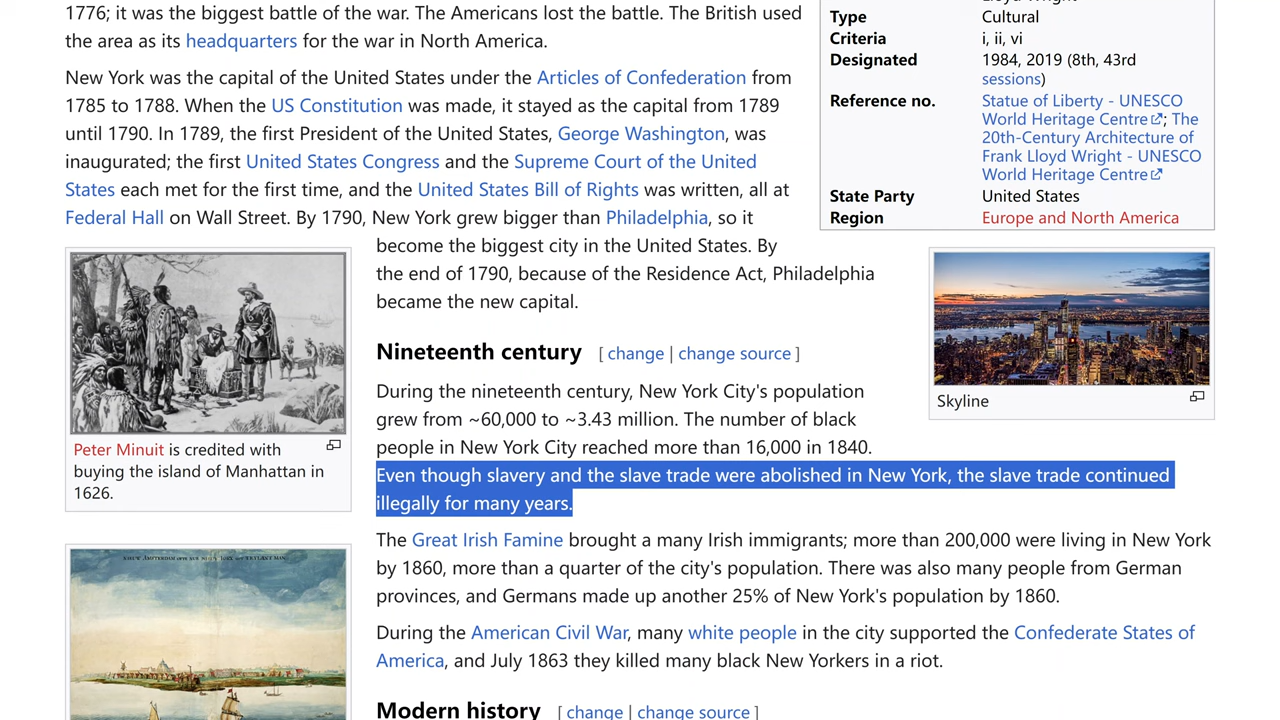 1776; it was the biggest battle of the war. The Americans lost the battle. The British used
the area as its headquarters for the war in North America.
New York was the capital of the United States under the Articles of Confederation from
1785 to 1788. When the US Constitution was made, it stayed as the capital from 1789
until 1790. In 1789, the first President of the United States, George Washington, was
inaugurated; the first United States Congress and the Supreme Court of the United
States each met for the first time, and the United States Bill of Rights was written, all at
Federal Hall on Wall Street. By 1790, New York grew bigger than Philadelphia, so it
become the biggest city in the United States. By
the end of 1790, because of the Residence Act, Philadelphia
became the new capital.
Lloyd Wright
Type Cultural
Criteria i, ii, vi
Designated 1984, 2019 (8th, 43rd
sessions)
Reference no. Statue of Liberty - UNESCO
World Heritage Centre; The
20th-Century Architecture of
Frank Lloyd Wright - UNESCO
World Heritage Centre
State Party United States
Region Europe and North America
Peter Minuit is credited with
buying the island of Manhattan in
1626.
Skyline
Nineteenth century [ change | change source ]
During the nineteenth century, New York City's population
grew from ~60,000 to ~3.43 million. The number of black
people in New York City reached more than 16,000 in 1840.
Even though slavery and the slave trade were abolished in New York, the slave trade continued
illegally for many years.
The Great Irish Famine brought a many Irish immigrants; more than 200,000 were living in New York
by 1860, more than a quarter of the city's population. There was also many people from German
provinces, and Germans made up another 25% of New York's population by 1860.
During the American Civil War, many white people in the city supported the Confederate States of
America, and July 1863 they killed many black New Yorkers in a riot.
Modern history [ change | change source ]